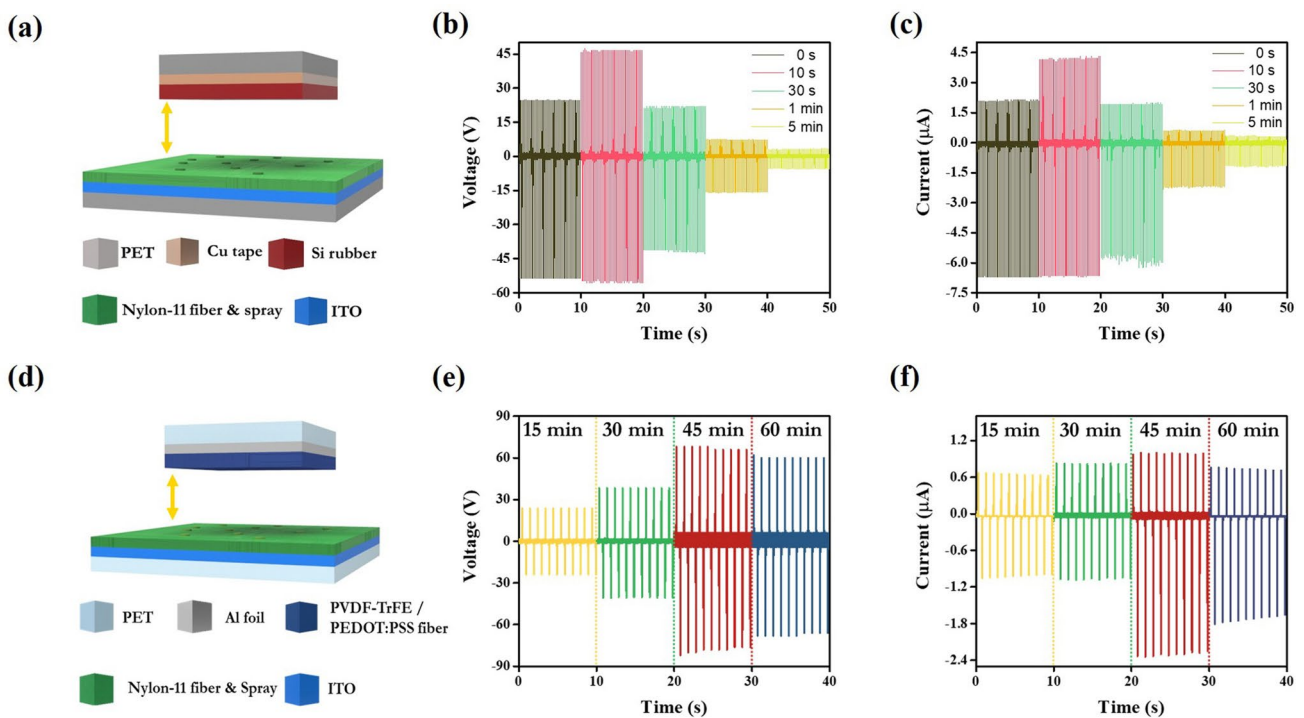 (a)
PET
Cu tape
Si rubber
Nylon-11 fiber & spray
ITO
(b)
Voltage (V)
45
30
15
0
-15
-30
-45
-60
0 s
10 s
30 s
1 min
5 min
0
10
20
30
40
50
Time (s)
(c)
Current (μA)
4.5
3.0
1.5
0.0
-1.5
-3.0
-4.5
-6.0
-7.5
0 s
10 s
30 s
1 min
5 min
0
10
20
30
40
50
Time (s)
(d)
PET
Al foil
PVDF-TrFE /
PEDOT:PSS fiber
Nylon-11 fiber & Spray
ITO
(e)
Voltage (V)
90
60
30
0
-30
-60
-90
15 min
30 min
45 min
60 min
0
10
20
30
40
Time (s)
(f)
Current (μA)
1.2
0.6
0.0
-0.6
-1.2
-1.8
-2.4
15 min
30 min
45 min
60 min
0
10
20
30
40
Time (s)